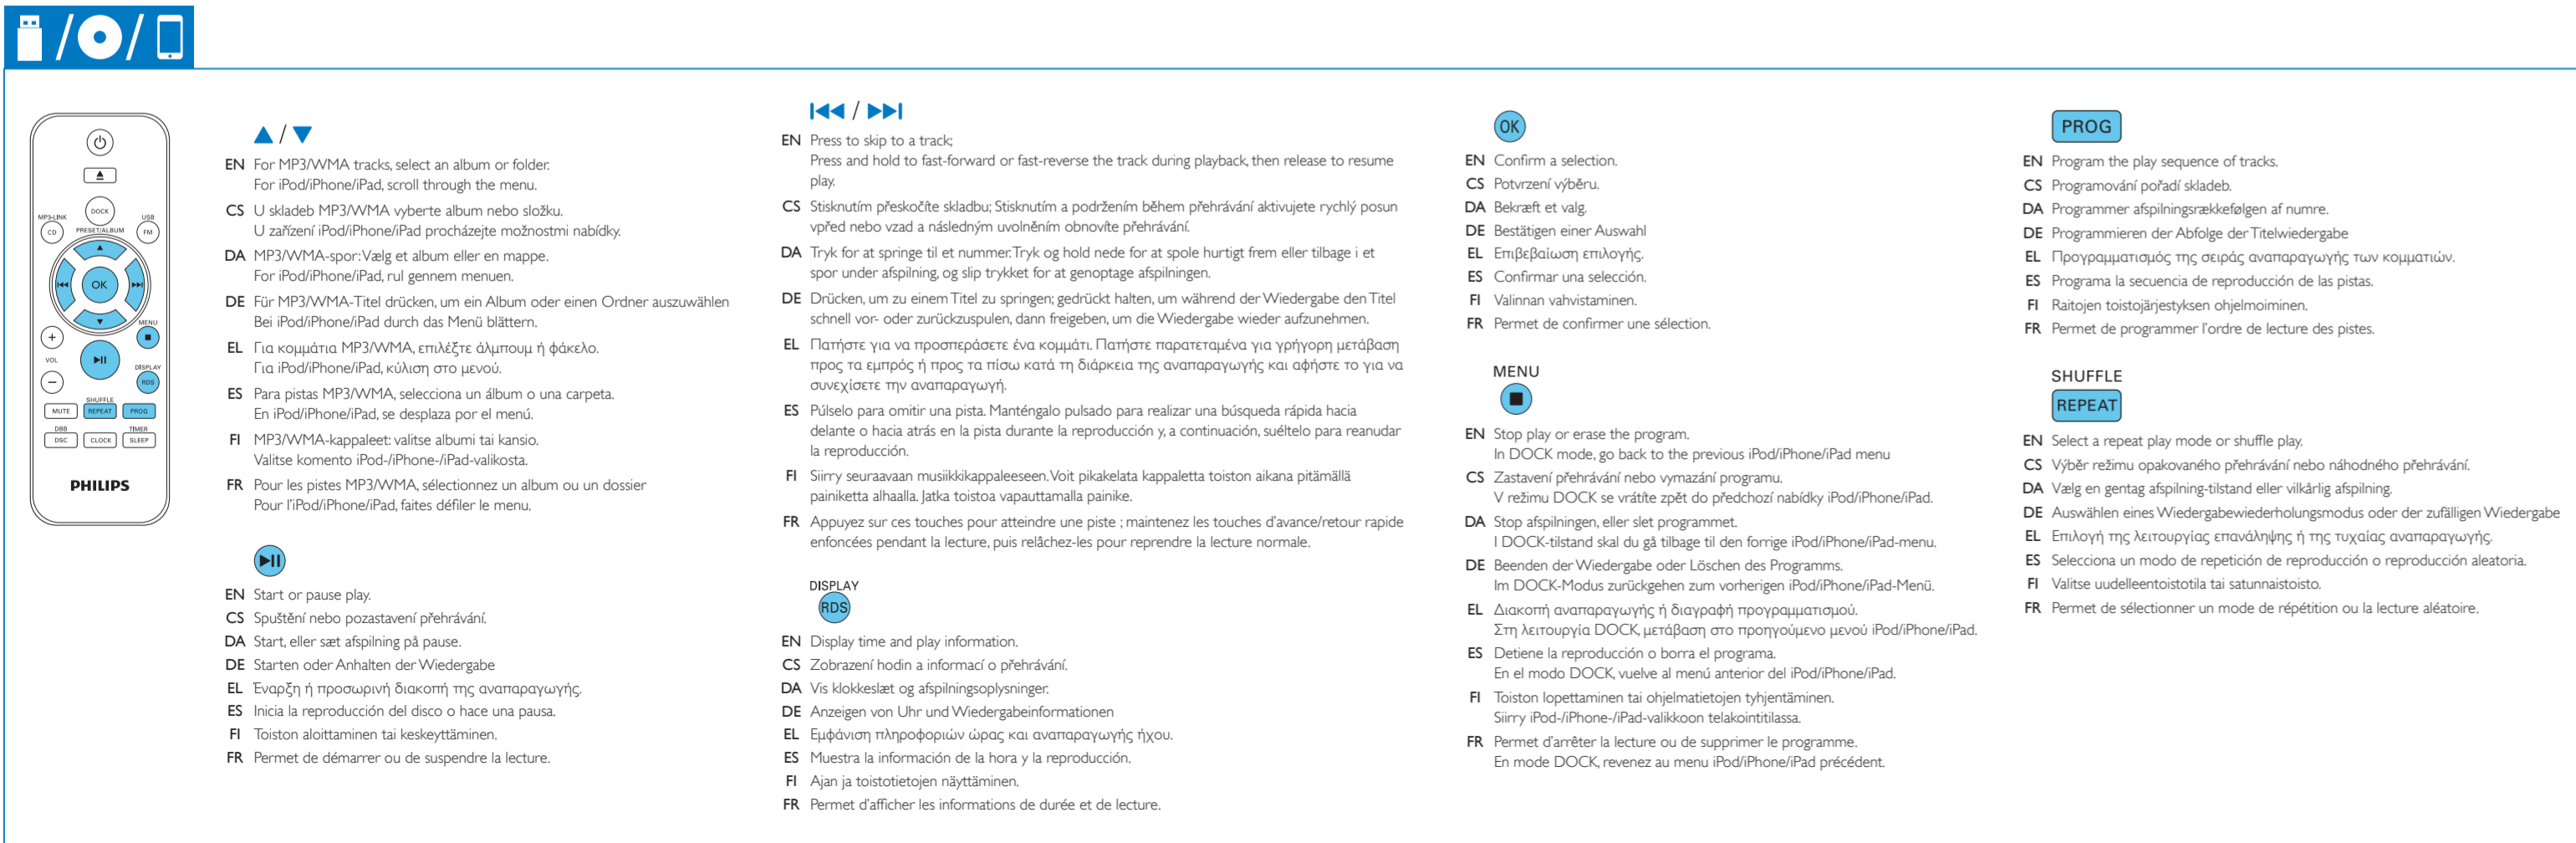 MP3-LINK
DOCK
USB
CD
PRESET/ALBUM
FM
OK
MENU
VOL
DISPLAY
RDS
SHUFFLE
MUTE
REPEAT
PROG
DBB
TIMER
DSC
CLOCK
SLEEP
PHILIPS
EN For MP3/WMA tracks, select an album or folder.
For iPod/iPhone/iPad, scroll through the menu.
CS U skladeb MP3/WMA vyberte album nebo složku.
U zařízení iPod/iPhone/iPad procházejte možnostmi nabídky.
DA MP3/WMA-spor: Vælg et album eller en mappe.
For iPod/iPhone/iPad, rul gennem menuen.
DE Für MP3/WMA-Titel drücken, um ein Album oder einen Ordner auszuwählen
Bei iPod/iPhone/iPad durch das Menü blättern.
EL Για κομμάτια MP3/WMA, επιλέξτε άλμπουμ ή φάκελο.
Για iPod/iPhone/iPad, κύλιση στο μενού.
ES Para pistas MP3/WMA, selecciona un álbum o una carpeta.
En iPod/iPhone/iPad, se desplaza por el menú.
FI MP3/WMA-kappaleet: valitse albumi tai kansio.
Valitse komento iPod-/iPhone-/iPad-valikosta.
FR Pour les pistes MP3/WMA, sélectionnez un album ou un dossier
Pour l'iPod/iPhone/iPad, faites défiler le menu.
EN Start or pause play.
CS Spuštění nebo pozastavení přehrávání.
DA Start, eller sæt afspilning på pause.
DE Starten oder Anhalten der Wiedergabe
EL Έναρξη ή προσωρινή διακοπή της αναπαραγωγής.
ES Inicia la reproducción del disco o hace una pausa.
FI Toiston aloittaminen tai keskeyttäminen.
FR Permet de démarrer ou de suspendre la lecture.
EN Press to skip to a track;
Press and hold to fast-forward or fast-reverse the track during playback, then release to resume
play.
CS Stisknutím přeskočíte skladbu; Stisknutím a podržením během přehrávání aktivujete rychlý posun
vpřed nebo vzad a následným uvolněním obnovíte přehrávání.
DA Tryk for at springe til et nummer. Tryk og hold nede for at spole hurtigt frem eller tilbage i et
spor under afspilning, og slip trykket for at genoptage afspilningen.
DE Drücken, um zu einem Titel zu springen; gedrückt halten, um während der Wiedergabe den Titel
schnell vor- oder zurückzuspulen, dann freigeben, um die Wiedergabe wieder aufzunehmen.
EL Πατήστε για να προσπεράσετε ένα κομμάτι. Πατήστε παρατεταμένα για γρήγορη μετάβαση
προς τα εμπρός ή προς τα πίσω κατά τη διάρκεια της αναπαραγωγής και αφήστε το για να
συνεχίσετε την αναπαραγωγή.
ES Púlselo para omitir una pista. Manténgalo pulsado para realizar una búsqueda rápida hacia
delante o hacia atrás en la pista durante la reproducción y, a continuación, suéltelo para reanudar
la reproducción.
FI Siirry seuraavaan musiikkikappaleeseen. Voit pikakelata kappaletta toiston aikana pitämällä
painiketta alhaalla. Jatka toistoa vapauttamalla painike.
FR Appuyez sur ces touches pour atteindre une piste ; maintenez les touches d'avance/retour rapide
enfoncées pendant la lecture, puis relâchez-les pour reprendre la lecture normale.
DISPLAY
RDS
EN Display time and play information.
CS Zobrazení hodin a informací o přehrávání.
DA Vis klokkeslæt og afspilningsoplysninger.
DE Anzeigen von Uhr und Wiedergabeinformationen
EL Εμφάνιση πληροφοριών ώρας και αναπαραγωγής ήχου.
ES Muestra la información de la hora y la reproducción.
FI Ajan ja toistotietojen näyttäminen.
FR Permet d'afficher les informations de durée et de lecture.
OK
EN Confirm a selection.
CS Potvrzení výběru.
DA Bekræft et valg.
DE Bestätigen einer Auswahl
EL Επιβεβαίωση επιλογής.
ES Confirmar una selección.
FI Valinnan vahvistaminen.
FR Permet de confirmer une sélection.
MENU
EN Stop play or erase the program.
In DOCK mode, go back to the previous iPod/iPhone/iPad menu
CS Zastavení přehrávání nebo vymazání programu.
V režimu DOCK se vrátíte zpět do předchozí nabídky iPod/iPhone/iPad.
DA Stop afspilningen, eller slet programmet.
I DOCK-tilstand skal du gå tilbage til den forrige iPod/iPhone/iPad-menu.
DE Beenden der Wiedergabe oder Löschen des Programms.
Im DOCK-Modus zurückgehen zum vorherigen iPod/iPhone/iPad-Menü.
EL Διακοπή αναπαραγωγής ή διαγραφή προγραμματισμού.
Στη λειτουργία DOCK, μετάβαση στο προηγούμενο μενού iPod/iPhone/iPad.
ES Detiene la reproducción o borra el programa.
En el modo DOCK, vuelve al menú anterior del iPod/iPhone/iPad.
FI Toiston lopettaminen tai ohjelmatietojen tyhjentäminen.
Siirry iPod-/iPhone-/iPad-valikkoon telakointitilassa.
FR Permet d'arrêter la lecture ou de supprimer le programme.
En mode DOCK, revenez au menu iPod/iPhone/iPad précédent.
PROG
EN Program the play sequence of tracks.
CS Programování pořadí skladeb.
DA Programmer afspilningsrækkefølgen af numre.
DE Programmieren der Abfolge der Titelwiedergabe
EL Προγραμματισμός της σειράς αναπαραγωγής των κομματιών.
ES Programa la secuencia de reproducción de las pistas.
FI Raitojen toistojärjestyksen ohjelmoiminen.
FR Permet de programmer l'ordre de lecture des pistes.
SHUFFLE
REPEAT
EN Select a repeat play mode or shuffle play.
CS Výběr režimu opakovaného přehrávání nebo náhodného přehrávání.
DA Vælg en gentag afspilning-tilstand eller vilkårlig afspilning.
DE Auswählen eines Wiedergabewiederholungsmodus oder der zufälligen Wiedergabe
EL Επιλογή της λειτουργίας επανάληψης ή της τυχαίας αναπαραγωγής.
ES Selecciona un modo de repetición de reproducción o reproducción aleatoria.
FI Valitse uudelleentoistotila tai satunnaistoisto.
FR Permet de sélectionner un mode de répétition ou la lecture aléatoire.